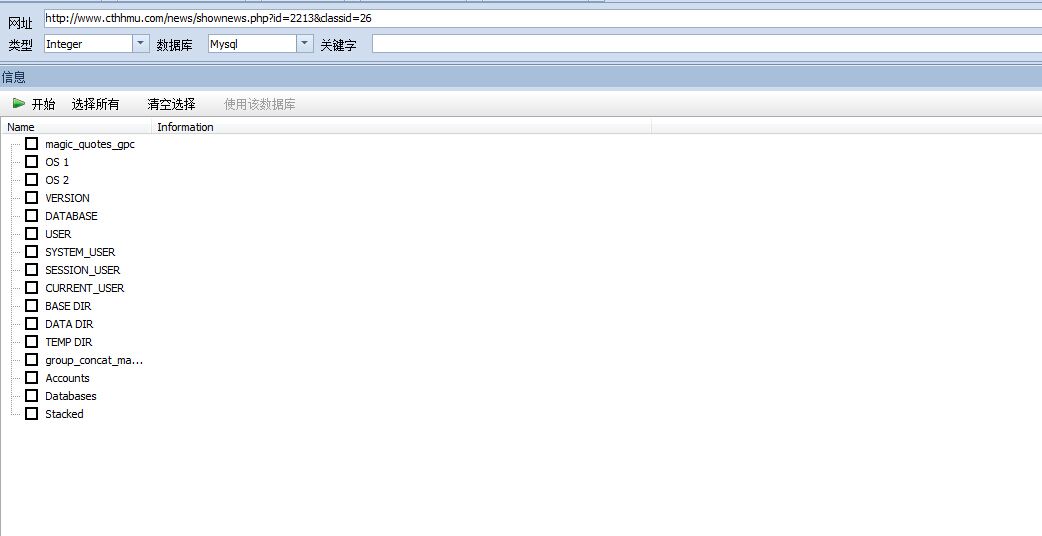 网址 http://www.cthhmu.com/news/shownews.php?id=2213&classid=26
类型 Integer 数据库 Mysql 关键字
信息
开始 选择所有 清空选择 使用该数据库
Name Information
magic_quotes_gpc
OS 1
OS 2
VERSION
DATABASE
USER
SYSTEM_USER
SESSION_USER
CURRENT_USER
BASE DIR
DATA DIR
TEMP DIR
group_concat_ma...
Accounts
Databases
Stacked